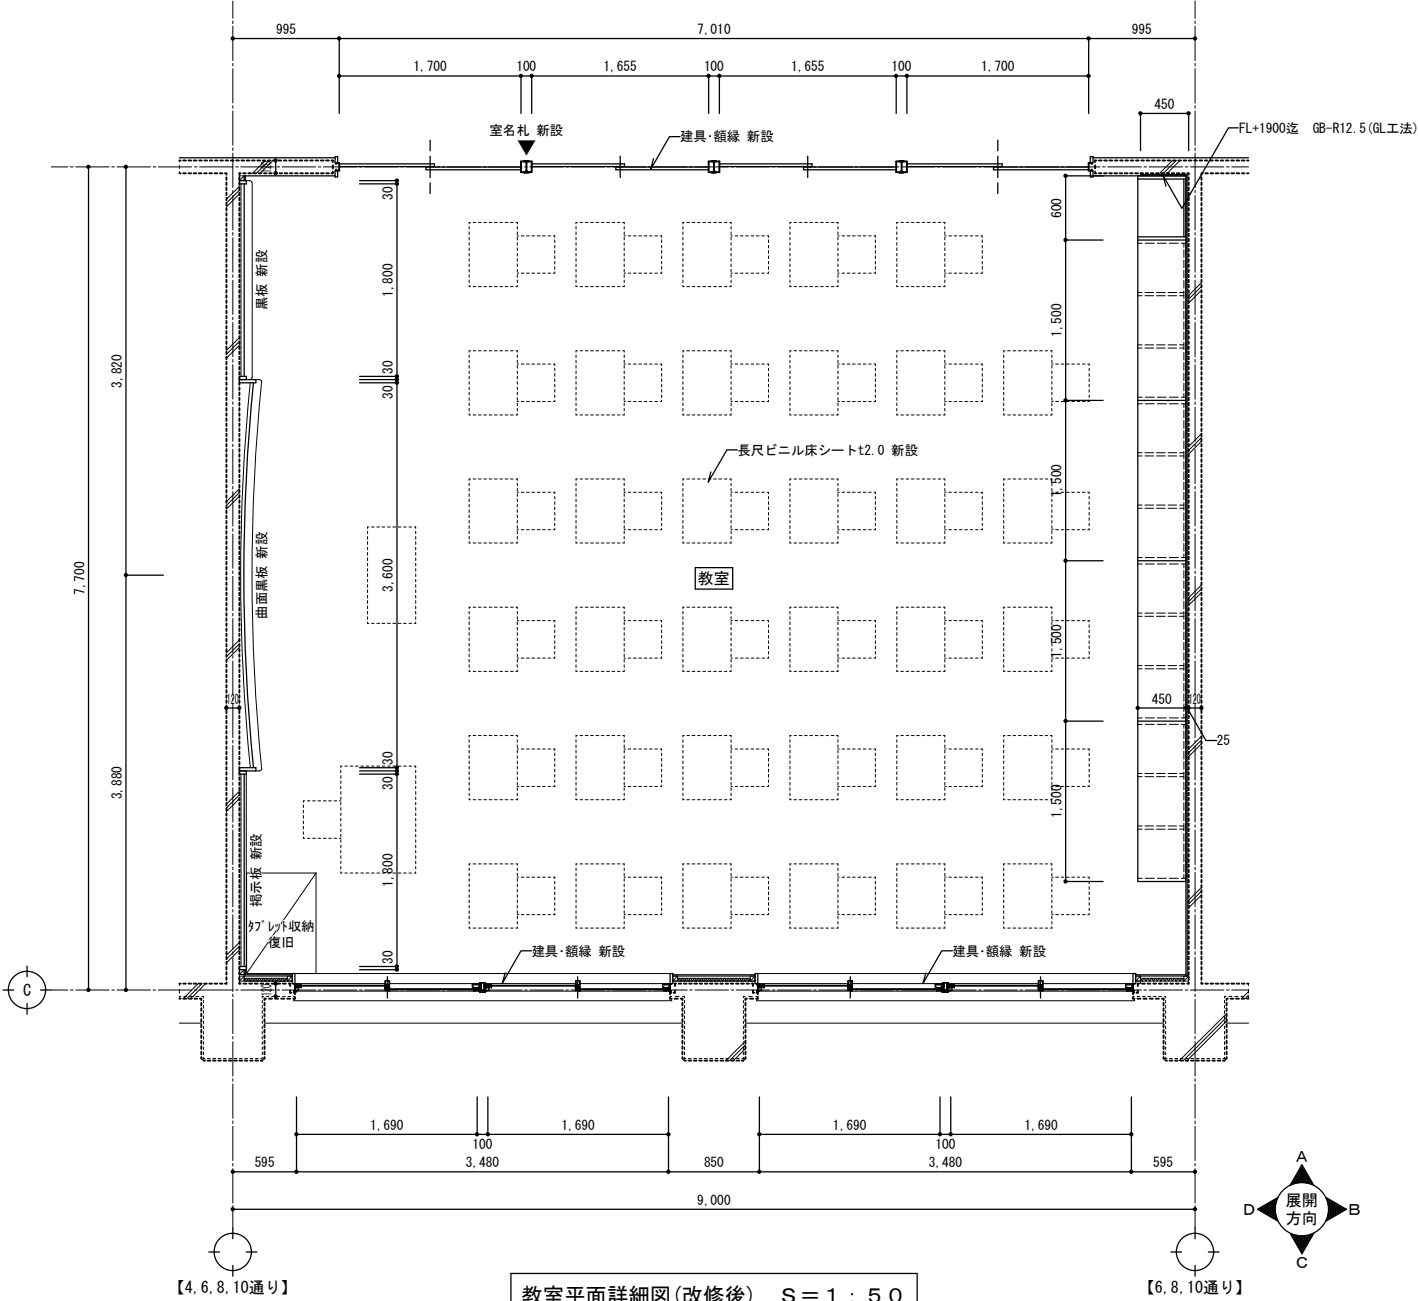 995
7,010
995
1,700
100
1,655
100
1,655
100
1,700
450
室名札 新設
建具・額縁 新設
FL+1900迄 GB-R12.5(GL工法)
120
30
1,800
30
30
3,600
30
30
1,800
30
600
1,500
1,500
1,500
1,500
黒板 新設
曲面黒板 新設
掲示板 新設
3,820
7,700
3,880
長尺ビニル床シートt2.0 新設
教室
120
450
120
25
タブレット収納
復旧
建具・額縁 新設
建具・額縁 新設
C
120
1,690
1,690
1,690
1,690
100
100
595
3,480
850
3,480
595
9,000
A
D
展開
方向
B
C
【4,6,8,10通り】
【6,8,10通り】
教室平面詳細図(改修後) S=1:50